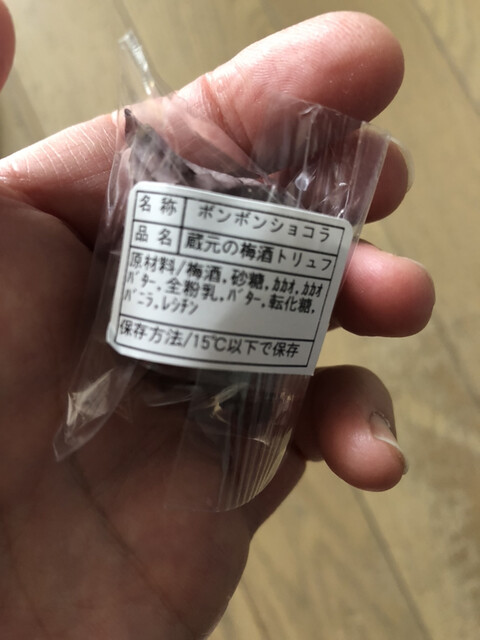 名称 ボンボンショコラ
品名 蔵元の梅酒トリュフ
原材料/梅酒,砂糖,ｶｶｵ,ｶｶｵ
ﾊﾞﾀｰ,全粉乳,ﾊﾞﾀｰ,転化糖,
ﾊﾞﾆﾗ,ﾚｼﾁﾝ
保存方法/15℃以下で保存